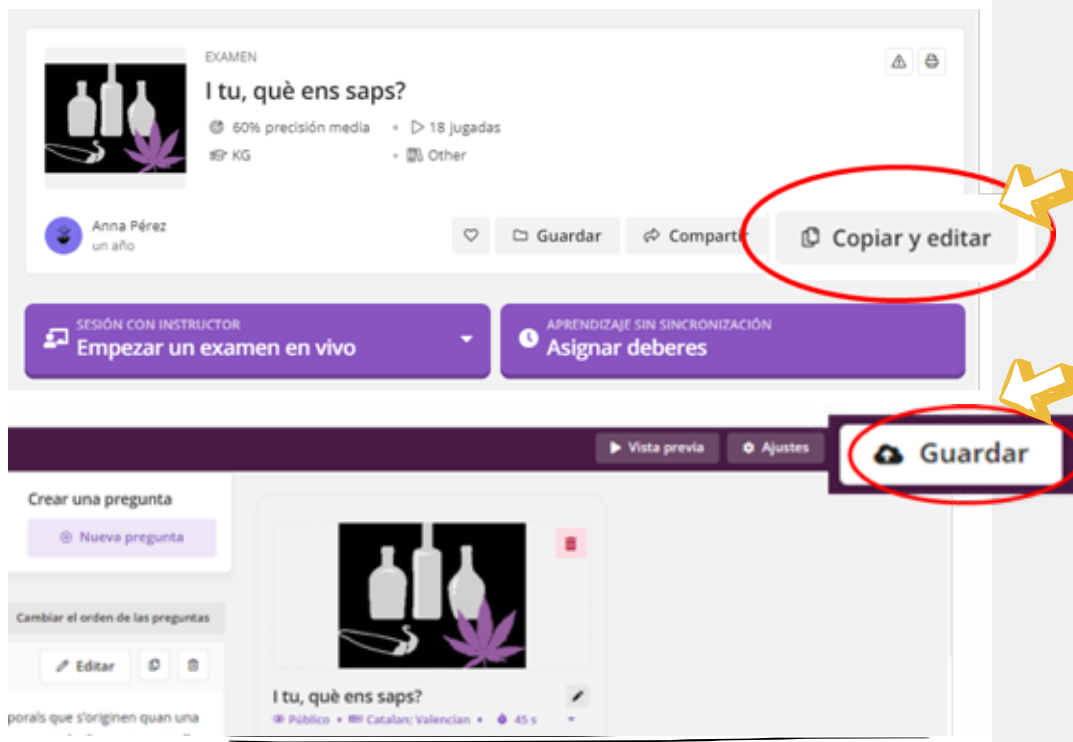 EXAMEN
I tu, què ens saps?
60% precisión media • 18 jugadas
KG • Other
Anna Pérez
un año
Guardar Compartir Copiar y editar
SESIÓN CON INSTRUCTOR
Empezar un examen en vivo
APRENDIZAJE SIN SINCRONIZACIÓN
Asignar deberes
Vista previa Ajustes Guardar
Crear una pregunta
Nueva pregunta
Cambiar el orden de las preguntas
Editar
porals que s'originen quan una
I tu, què ens saps?
Público • Catalan; Valencian • 45 s